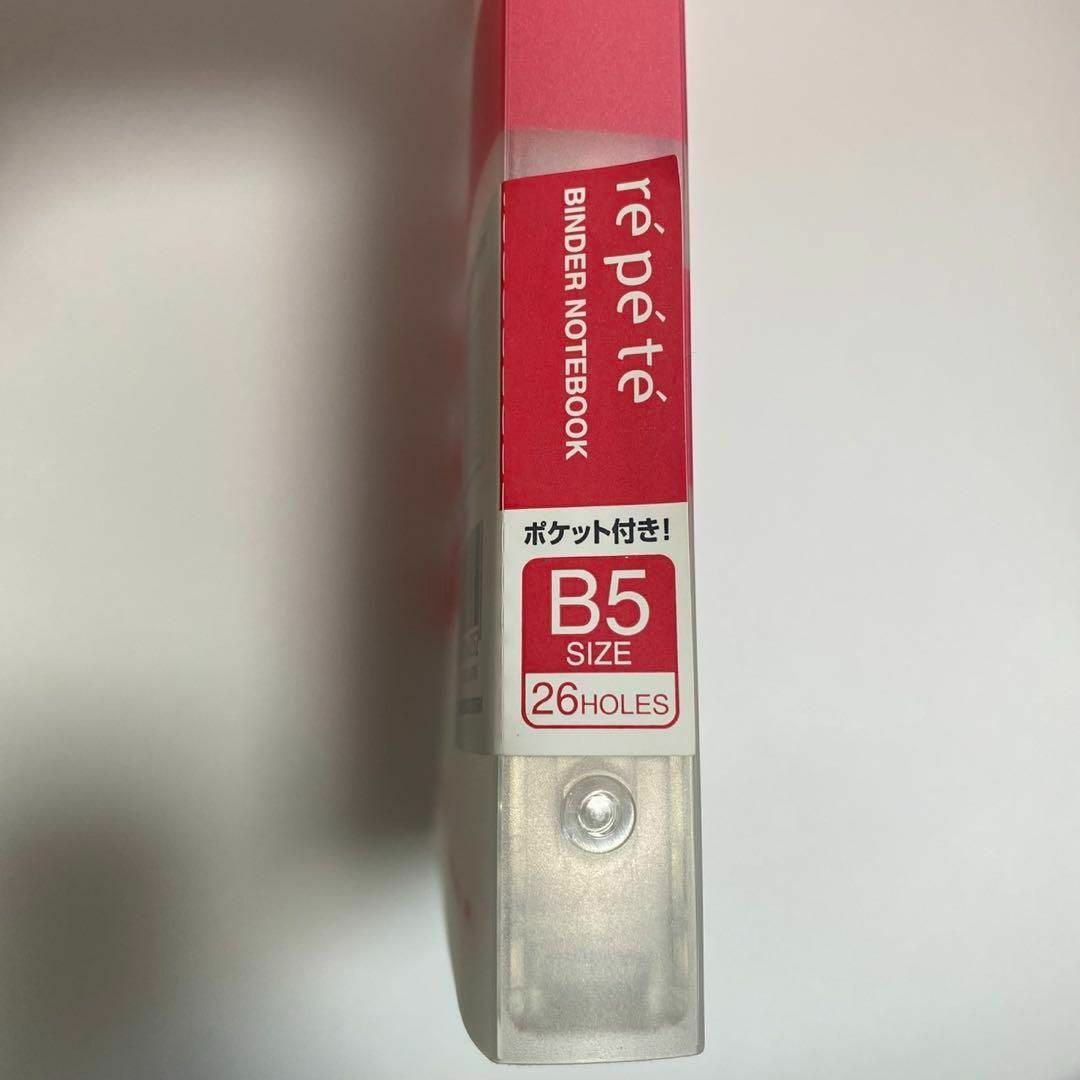 ré pé té
BINDER NOTEBOOK
ポケット付き!
B5
SIZE
26HOLES